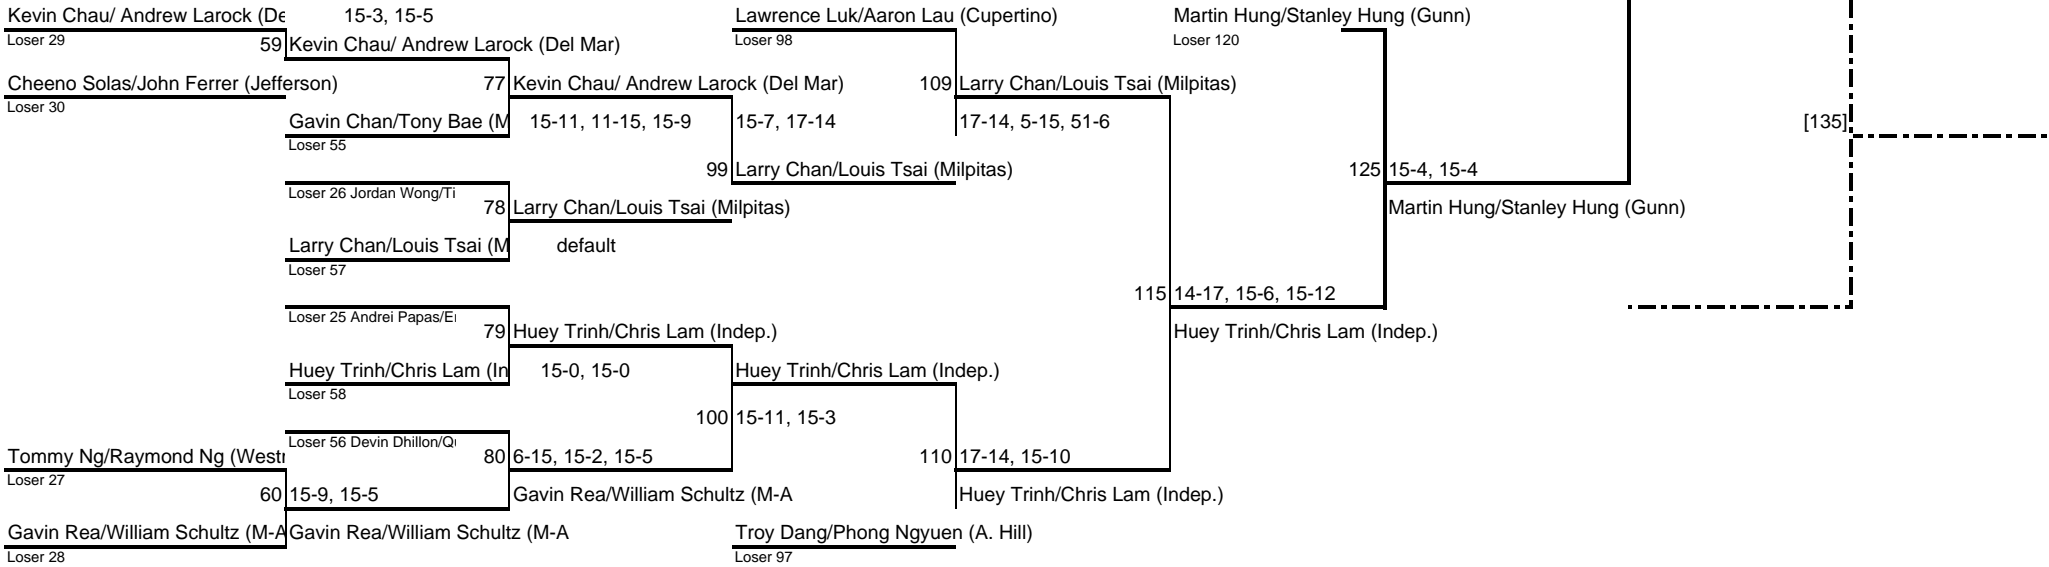 Kevin Chau/ Andrew Larock (De 15-3, 15-5 Lawrence Luk/Aaron Lau (Cupertino) Martin Hung/Stanley Hung (Gunn)
Loser 29 59 Kevin Chau/ Andrew Larock (Del Mar) Loser 98 Loser 120
Cheeno Solas/John Ferrer (Jefferson) 77 Kevin Chau/ Andrew Larock (Del Mar) 109 Larry Chan/Louis Tsai (Milpitas)
Loser 30
Gavin Chan/Tony Bae (M 15-11, 11-15, 15-9 15-7, 17-14 17-14, 5-15, 51-6 [135]
Loser 55
99 Larry Chan/Louis Tsai (Milpitas) 125 15-4, 15-4
Loser 26 Jordan Wong/Ti
78 Larry Chan/Louis Tsai (Milpitas) Martin Hung/Stanley Hung (Gunn)
Larry Chan/Louis Tsai (M default
Loser 57
115 14-17, 15-6, 15-12
Loser 25 Andrei Papas/E
79 Huey Trinh/Chris Lam (Indep.) Huey Trinh/Chris Lam (Indep.)
Huey Trinh/Chris Lam (In 15-0, 15-0 Huey Trinh/Chris Lam (Indep.)
Loser 58
100 15-11, 15-3
Loser 56 Devin Dhillon/Q
Tommy Ng/Raymond Ng (West 80 6-15, 15-2, 15-5 110 17-14, 15-10
Loser 27
60 15-9, 15-5 Gavin Rea/William Schultz (M-A Huey Trinh/Chris Lam (Indep.)
Gavin Rea/William Schultz (M-A Gavin Rea/William Schultz (M-A Troy Dang/Phong Ngyuen (A. Hill)
Loser 28 Loser 97